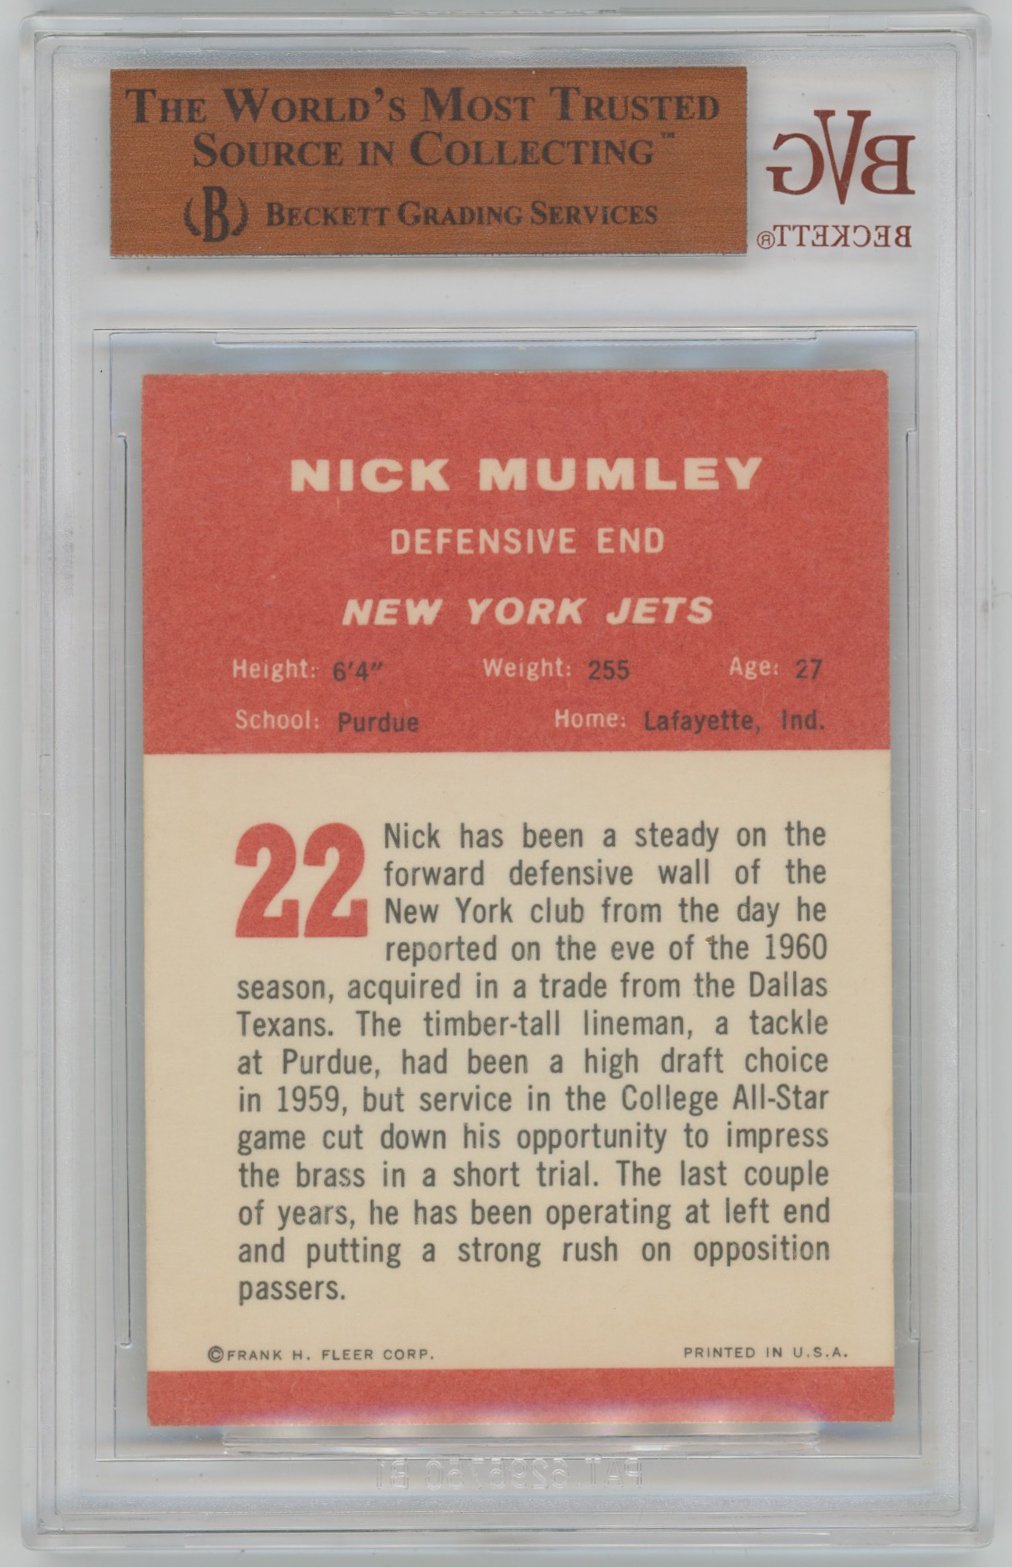 THE WORLD'S MOST TRUSTED
SOURCE IN COLLECTING™
B BECKETT GRADING SERVICES
BVG
BECKETT®
NICK MUMLEY
DEFENSIVE END
NEW YORK JETS
Height: 6'4" Weight: 255 Age: 27
School: Purdue Home: Lafayette, Ind.
22
Nick has been a steady on the
forward defensive wall of the
New York club from the day he
reported on the eve of the 1960
season, acquired in a trade from the Dallas
Texans. The timber-tall lineman, a tackle
at Purdue, had been a high draft choice
in 1959, but service in the College All-Star
game cut down his opportunity to impress
the brass in a short trial. The last couple
of years, he has been operating at left end
and putting a strong rush on opposition
passers.
©FRANK H. FLEER CORP. PRINTED IN U.S.A.